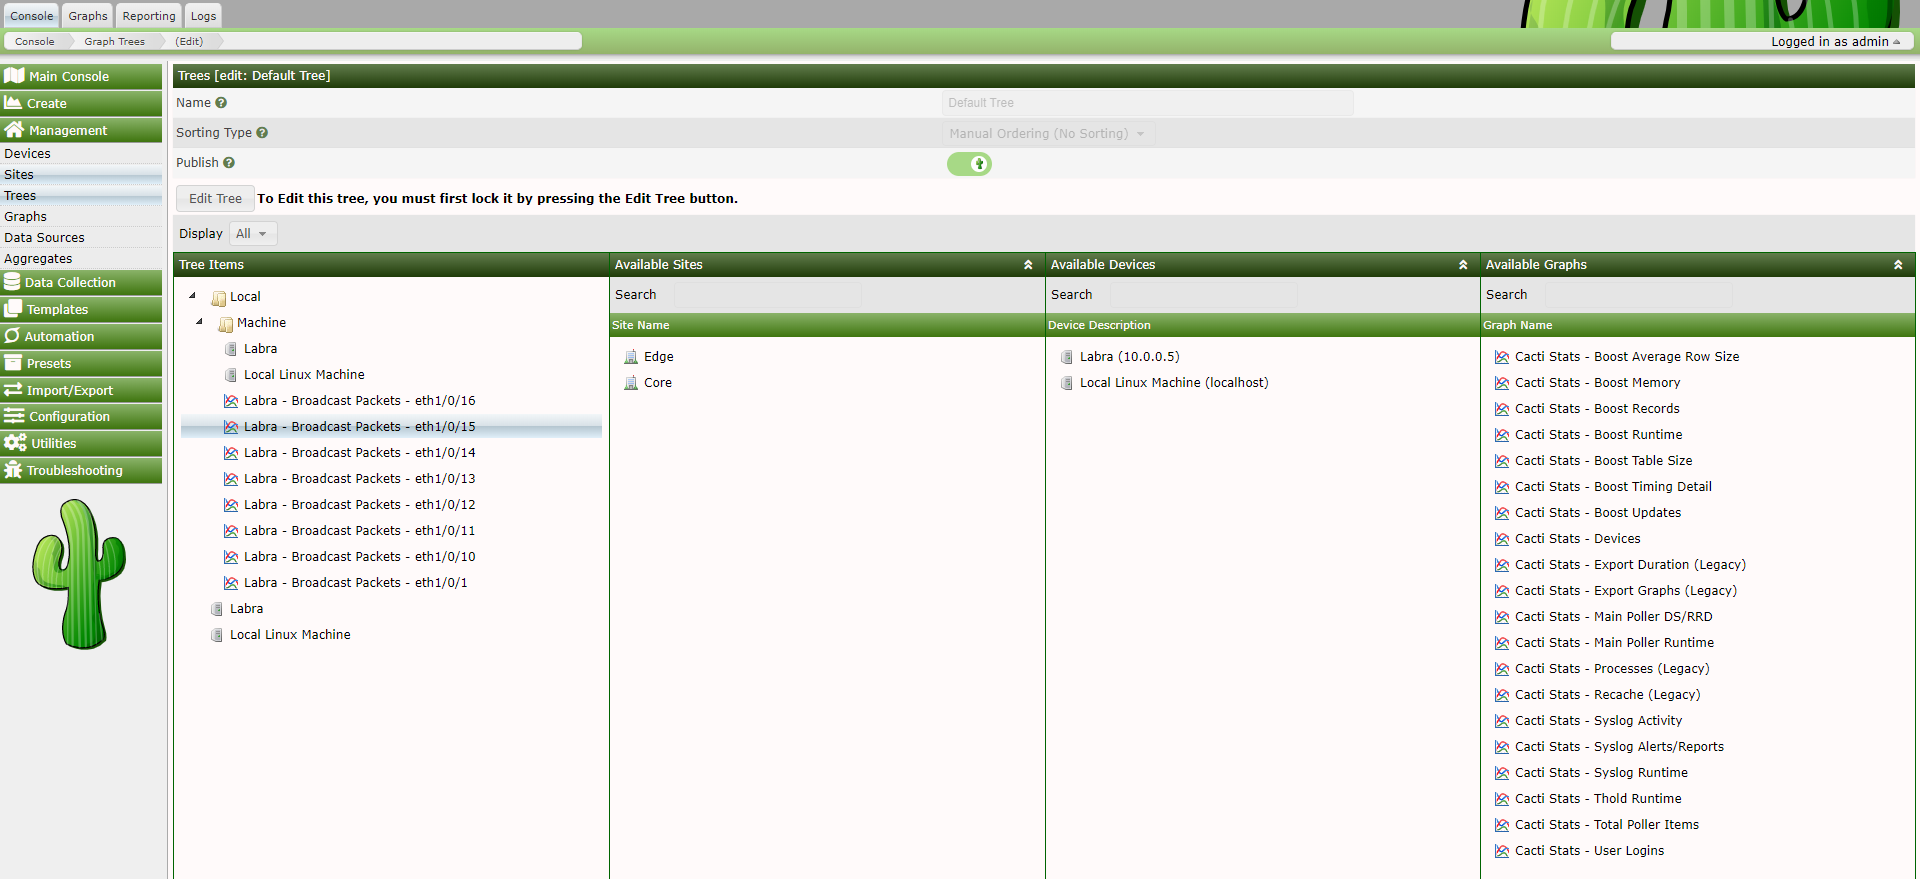 Console Graphs Reporting Logs
Console Graph Trees (Edit) Logged in as admin
Main Console
Create
Management
Devices
Sites
Trees
Graphs
Data Sources
Aggregates
Data Collection
Templates
Automation
Presets
Import/Export
Configuration
Utilities
Troubleshooting
Trees [edit: Default Tree]
Name Default Tree
Sorting Type Manual Ordering (No Sorting)
Publish
Edit Tree To Edit this tree, you must first lock it by pressing the Edit Tree button.
Display All
Tree Items
Local
Machine
Labra
Local Linux Machine
Labra - Broadcast Packets - eth1/0/16
Labra - Broadcast Packets - eth1/0/15
Labra - Broadcast Packets - eth1/0/14
Labra - Broadcast Packets - eth1/0/13
Labra - Broadcast Packets - eth1/0/12
Labra - Broadcast Packets - eth1/0/11
Labra - Broadcast Packets - eth1/0/10
Labra - Broadcast Packets - eth1/0/1
Labra
Local Linux Machine
Available Sites
Search
Site Name
Edge
Core
Available Devices
Search
Device Description
Labra (10.0.0.5)
Local Linux Machine (localhost)
Available Graphs
Search
Graph Name
Cacti Stats - Boost Average Row Size
Cacti Stats - Boost Memory
Cacti Stats - Boost Records
Cacti Stats - Boost Runtime
Cacti Stats - Boost Table Size
Cacti Stats - Boost Timing Detail
Cacti Stats - Boost Updates
Cacti Stats - Devices
Cacti Stats - Export Duration (Legacy)
Cacti Stats - Export Graphs (Legacy)
Cacti Stats - Main Poller DS/RRD
Cacti Stats - Main Poller Runtime
Cacti Stats - Processes (Legacy)
Cacti Stats - Recache (Legacy)
Cacti Stats - Syslog Activity
Cacti Stats - Syslog Alerts/Reports
Cacti Stats - Syslog Runtime
Cacti Stats - Thold Runtime
Cacti Stats - Total Poller Items
Cacti Stats - User Logins